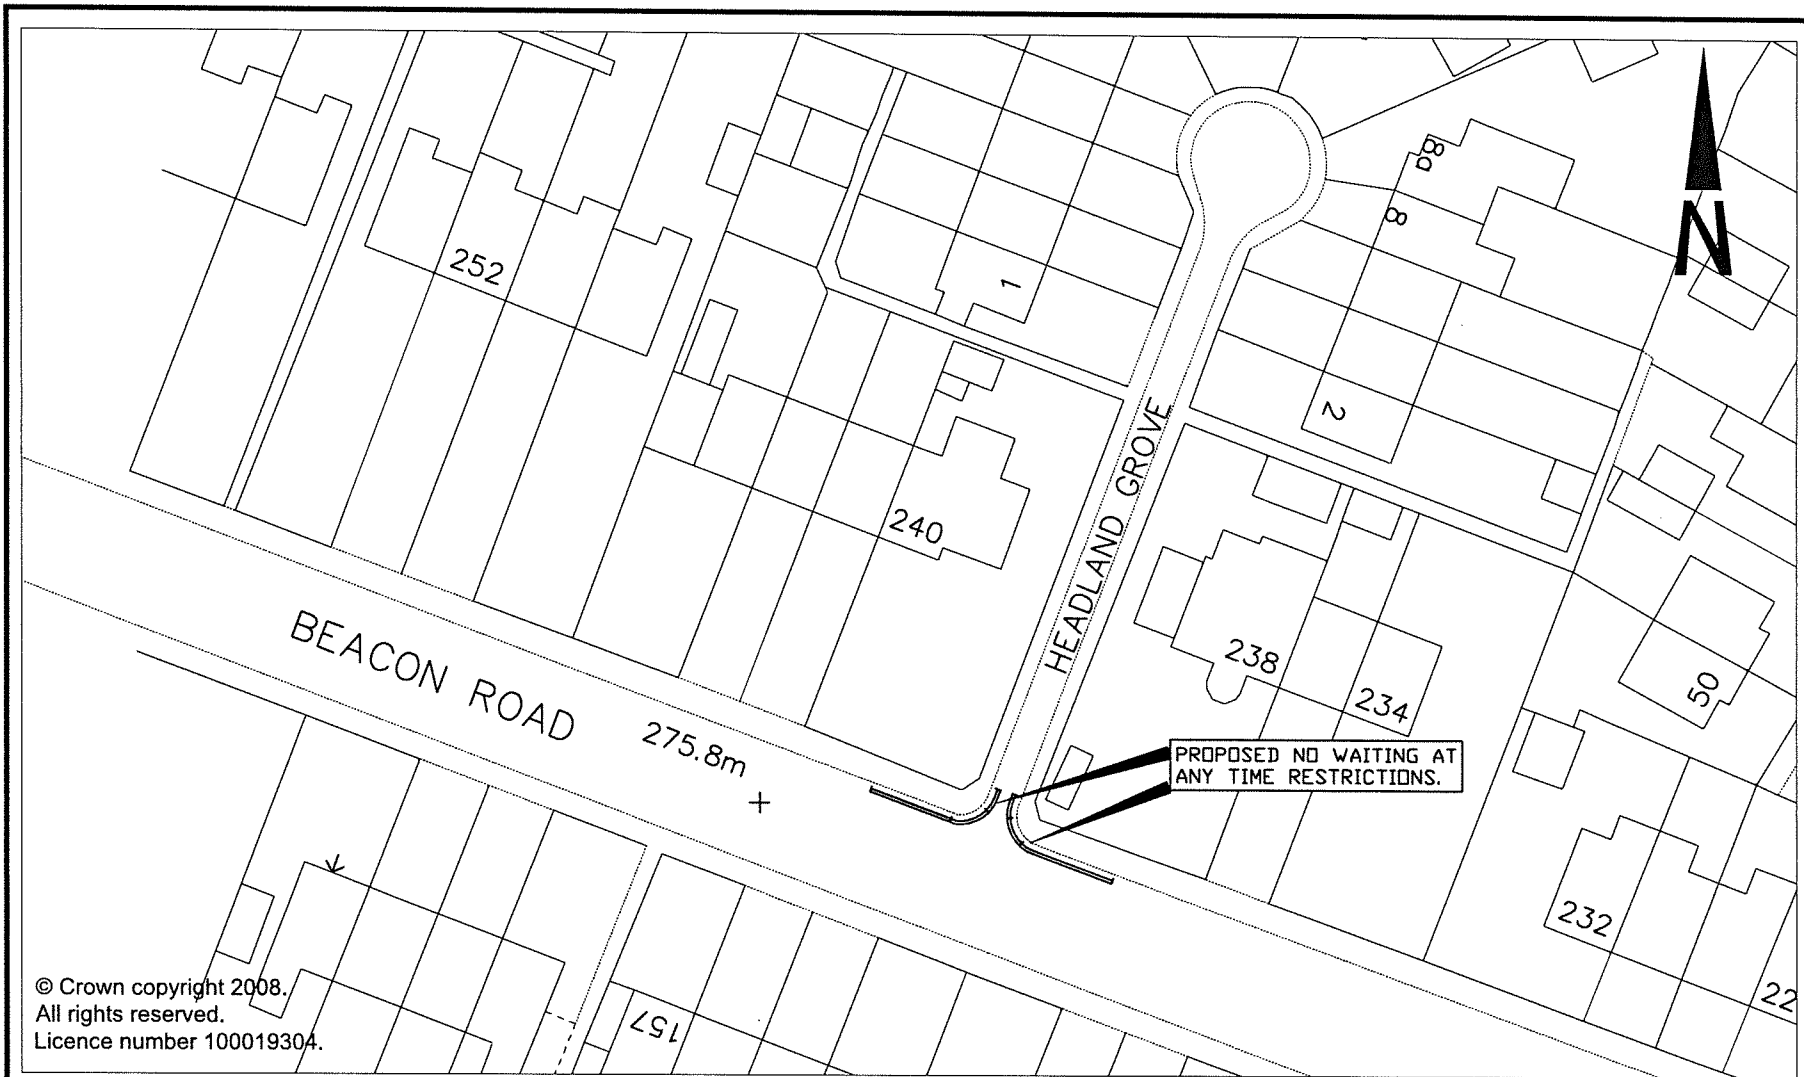 N
8a
8
252
1
2
HEADLAND GROVE
240
238
234
50
BEACON ROAD
275.8m
PROPOSED NO WAITING AT
ANY TIME RESTRICTIONS.
232
22
157
© Crown copyright 2008.
All rights reserved.
Licence number 100019304.